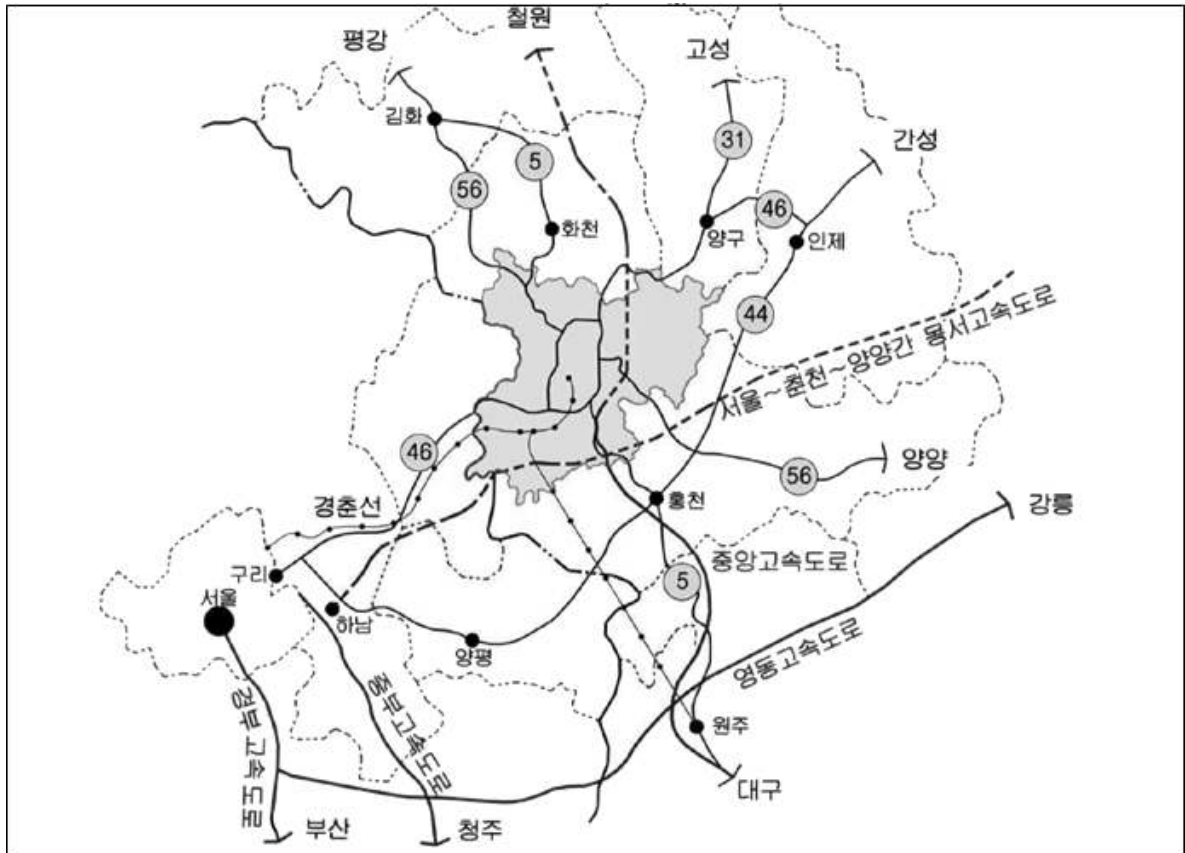 철원
평강
고성
김화
간성
31
5
56
46
양구
화천
인제
44
서울~춘천~양양간 동서고속도로
46
양양
56
경춘선
홍천
강릉
중앙고속도로
구리
5
서울
하남
양평
영동고속도로
중부고속도로
경부고속도로
원주
대구
부산
청주